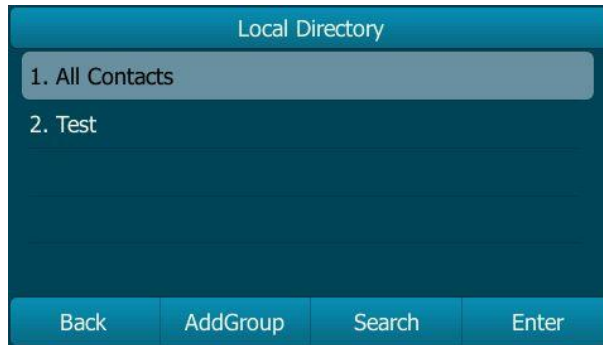 Local Directory
1. All Contacts
2. Test
Back AddGroup Search Enter